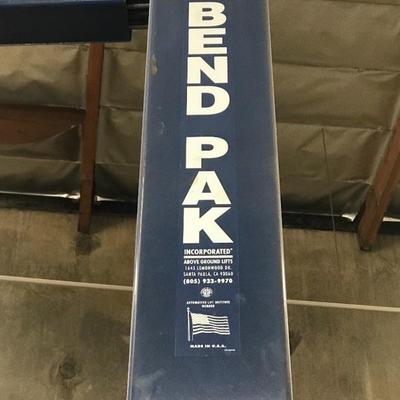 BEND PAK
INCORPORATED
ABOVE GROUND LIFTS
1645 LEMONWOOD DR.
SANTA PAULA, CA 93060
(805) 933-9970
AUTOMOTIVE LIFT INSTITUTE
MEMBER
MADE IN U.S.A.